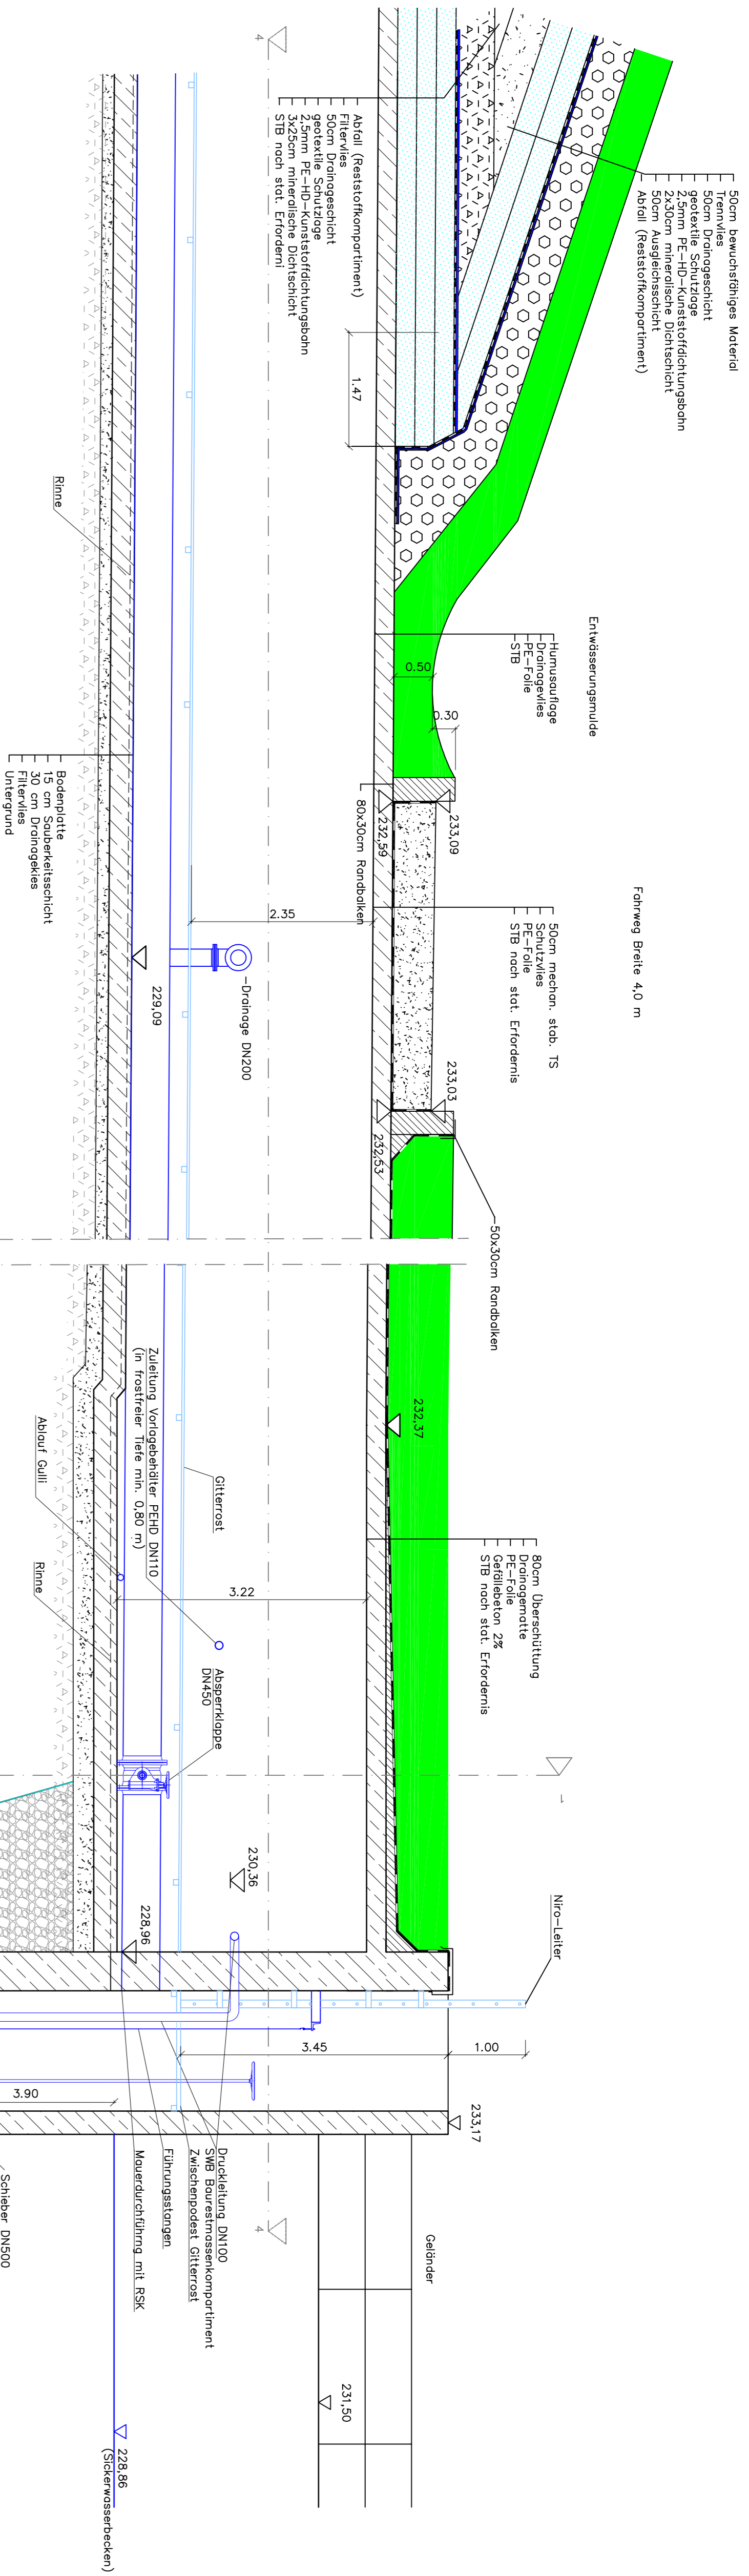 50cm bewuchsfähiges Material
Trennvlies
50cm Drainageschicht
geotextile Schutzlage
2,5mm PE-HD-Kunststoffdichtungsbahn
2x30cm mineralische Dichtschicht
50cm Ausgleichsschicht
Abfall (Reststoffkompartiment)
Abfall (Reststoffkompartiment)
Filtervlies
50cm Drainageschicht
geotextile Schutzlage
2,5mm PE-HD-Kunststoffdichtungsbahn
3x25cm mineralische Dichtschicht
STB nach stat. Erforderni
4
1.47
Rinne
Entwässerungsmulde
Humusauflage
Drainagevlies
PE-Folie
STB
0.50
0.30
80x30cm Randbalken
233,09
232,59
Bodenplatte
15 cm Sauberkeitsschicht
30 cm Drainagekies
Filtervlies
Untergrund
Fahrweg Breite 4,0 m
50cm mechan. stab. TS
Schutzvlies
PE-Folie
STB nach stat. Erfordernis
2.35
Drainage DN200
229,09
233,03
232,53
50x30cm Randbalken
232,37
80cm Überschüttung
Drainagematte
PE-Folie
Gefällebeton 2%
STB nach stat. Erfordernis
Zuleitung Vorlagebehälter PEHD DN110
(in frostfreier Tiefe min. 0,80 m)
Gitterrost
Ablauf Gulli
Rinne
3.22
Absperrklappe
DN450
1
230,36
228,96
Niro-Leiter
3.45
1.00
3.90
233,17
Druckleitung DN100
SWB Baurestmassenkompartiment
Zwischenpodest Gitterrost
Führungsstangen
Mauerdurchführng mit RSK
Schieber DN500
4
Geländer
231,50
228,86
(Sickerwasserbecken)